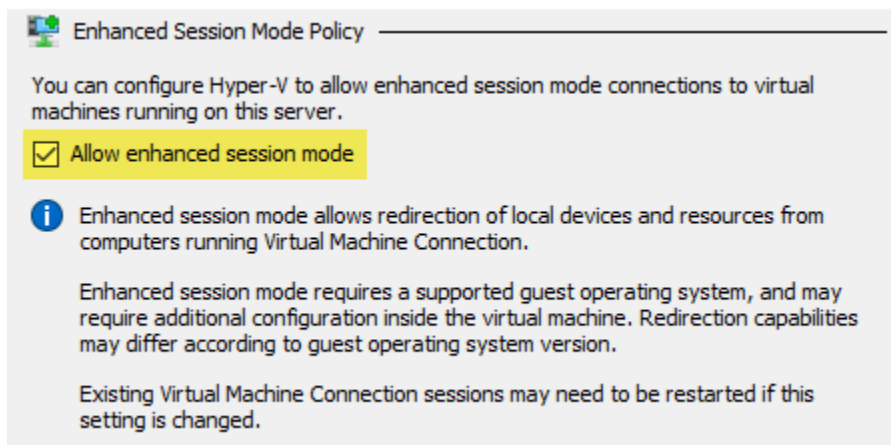 Enhanced Session Mode Policy
You can configure Hyper-V to allow enhanced session mode connections to virtual
machines running on this server.
Allow enhanced session mode
Enhanced session mode allows redirection of local devices and resources from
computers running Virtual Machine Connection.
Enhanced session mode requires a supported guest operating system, and may
require additional configuration inside the virtual machine. Redirection capabilities
may differ according to guest operating system version.
Existing Virtual Machine Connection sessions may need to be restarted if this
setting is changed.